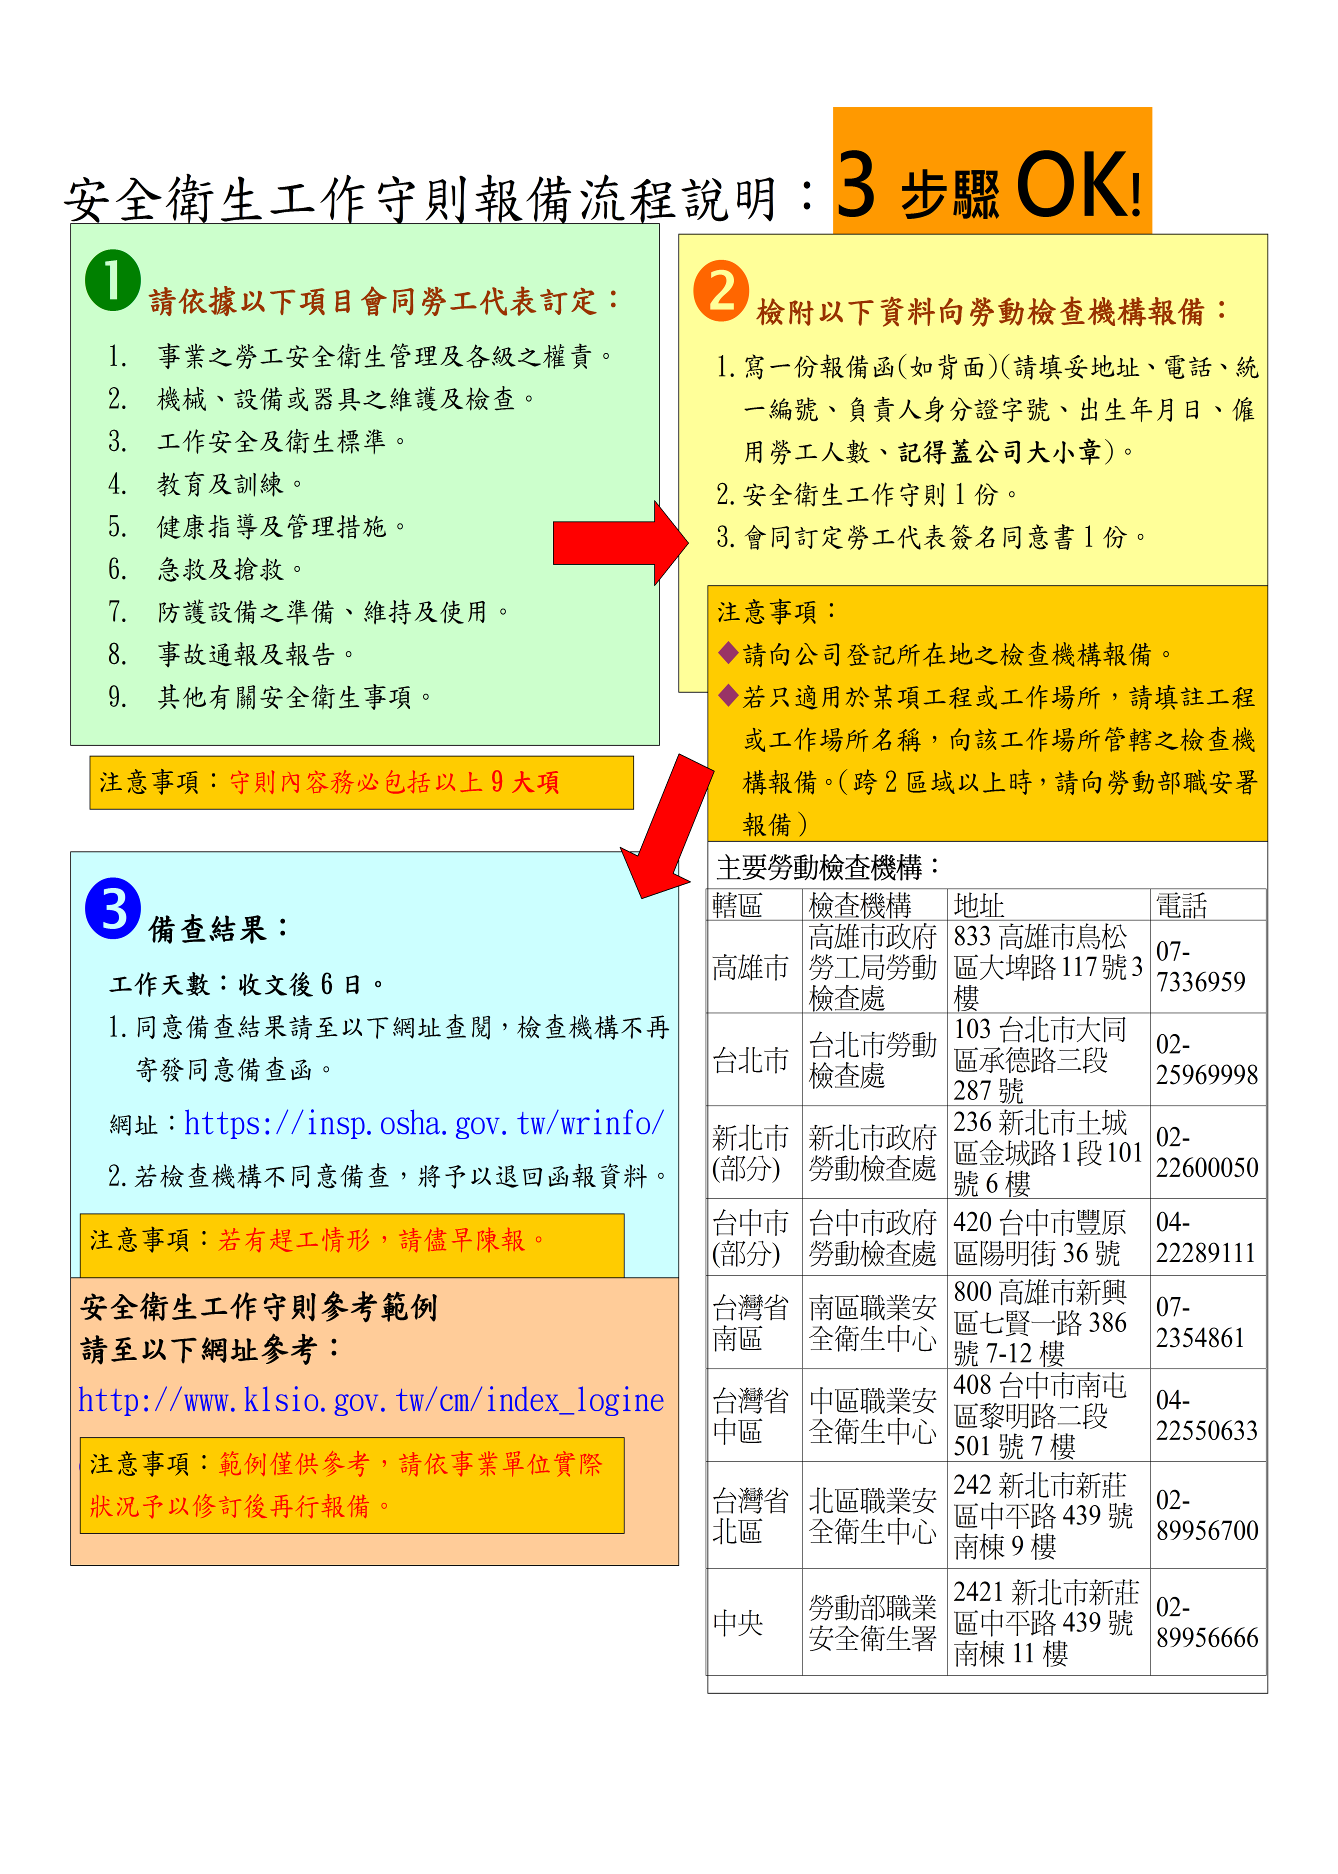 安全衛生工作守則報備流程說明：3 步驟 OK!
1 請依據以下項目會同勞工代表訂定：
1. 事業之勞工安全衛生管理及各級之權責。
2. 機械、設備或器具之維護及檢查。
3. 工作安全及衛生標準。
4. 教育及訓練。
5. 健康指導及管理措施。
6. 急救及搶救。
7. 防護設備之準備、維持及使用。
8. 事故通報及報告。
9. 其他有關安全衛生事項。
注意事項：守則內容務必包括以上 9 大項
2 檢附以下資料向勞動檢查機構報備：
1.寫一份報備函(如背面)(請填妥地址、電話、統
一編號、負責人身分證字號、出生年月日、僱
用勞工人數、記得蓋公司大小章)。
2.安全衛生工作守則 1 份。
3.會同訂定勞工代表簽名同意書 1 份。
注意事項：
◆請向公司登記所在地之檢查機構報備。
◆若只適用於某項工程或工作場所，請填註工程
或工作場所名稱，向該工作場所管轄之檢查機
構報備。(跨 2 區域以上時，請向勞動部職安署
報備)
3 備查結果：
工作天數：收文後 6 日。
1.同意備查結果請至以下網址查閱，檢查機構不再
寄發同意備查函。
網址：https://insp.osha.gov.tw/wrinfo/
2.若檢查機構不同意備查，將予以退回函報資料。
注意事項：若有趕工情形，請儘早陳報。
安全衛生工作守則參考範例
請至以下網址參考：
http://www.klsio.gov.tw/cm/index_logine
注意事項：範例僅供參考，請依事業單位實際
狀況予以修訂後再行報備。
主要勞動檢查機構：
轄區 檢查機構 地址 電話
高雄市 高雄市政府勞工局勞動檢查處 833 高雄市鳥松區大埤路 117 號 3 樓 07-7336959
台北市 台北市勞動檢查處 103 台北市大同區承德路三段 287 號 02-25969998
新北市(部分) 新北市政府勞動檢查處 236 新北市土城區金城路 1 段 101 號 6 樓 02-22600050
台中市(部分) 台中市政府勞動檢查處 420 台中市豐原區陽明街 36 號 04-22289111
台灣省南區 南區職業安全衛生中心 800 高雄市新興區七賢一路 386 號 7-12 樓 07-2354861
台灣省中區 中區職業安全衛生中心 408 台中市南屯區黎明路二段 501 號 7 樓 04-22550633
台灣省北區 北區職業安全衛生中心 242 新北市新莊區中平路 439 號南棟 9 樓 02-89956700
中央 勞動部職業安全衛生署 2421 新北市新莊區中平路 439 號南棟 11 樓 02-89956666